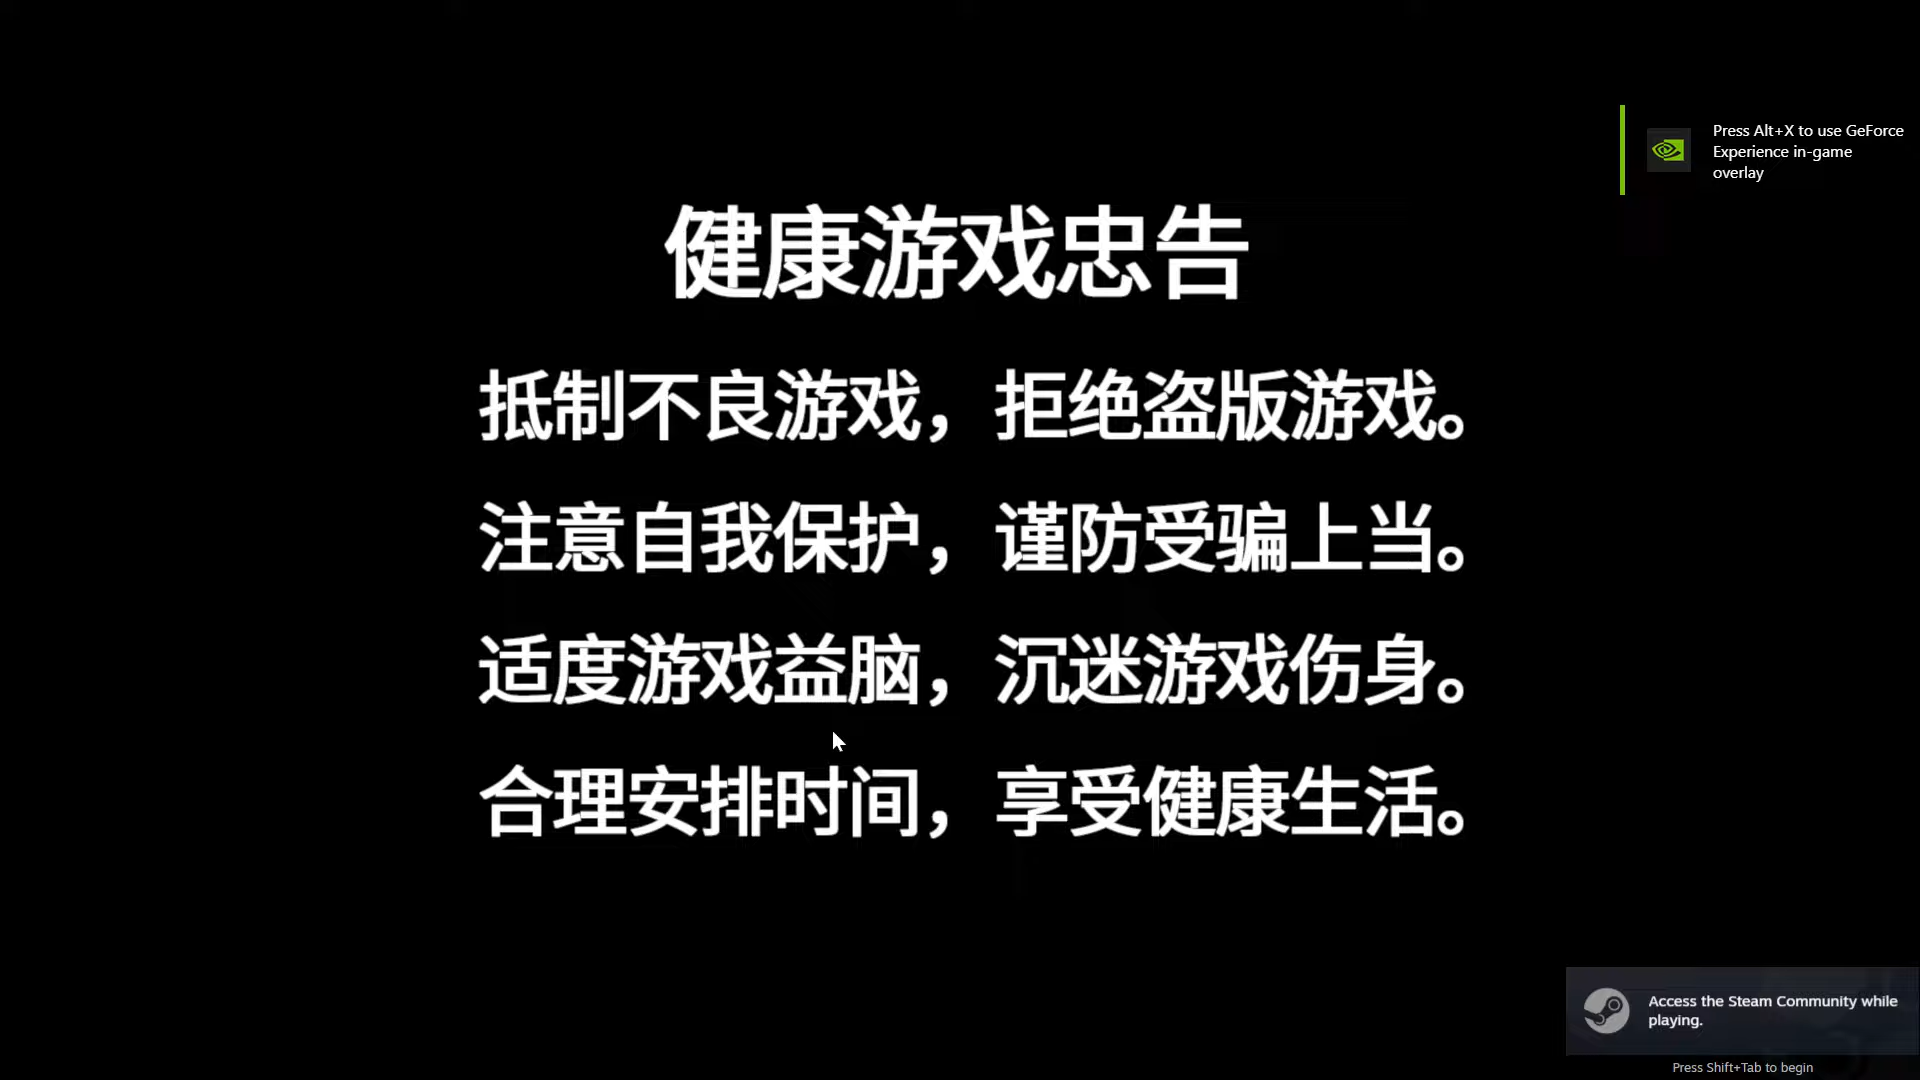 Press Alt+X to use GeForce
Experience in-game
overlay
健康游戏忠告
抵制不良游戏，拒绝盗版游戏。
注意自我保护，谨防受骗上当。
适度游戏益脑，沉迷游戏伤身。
合理安排时间，享受健康生活。
Access the Steam Community while
playing.
Press Shift+Tab to begin